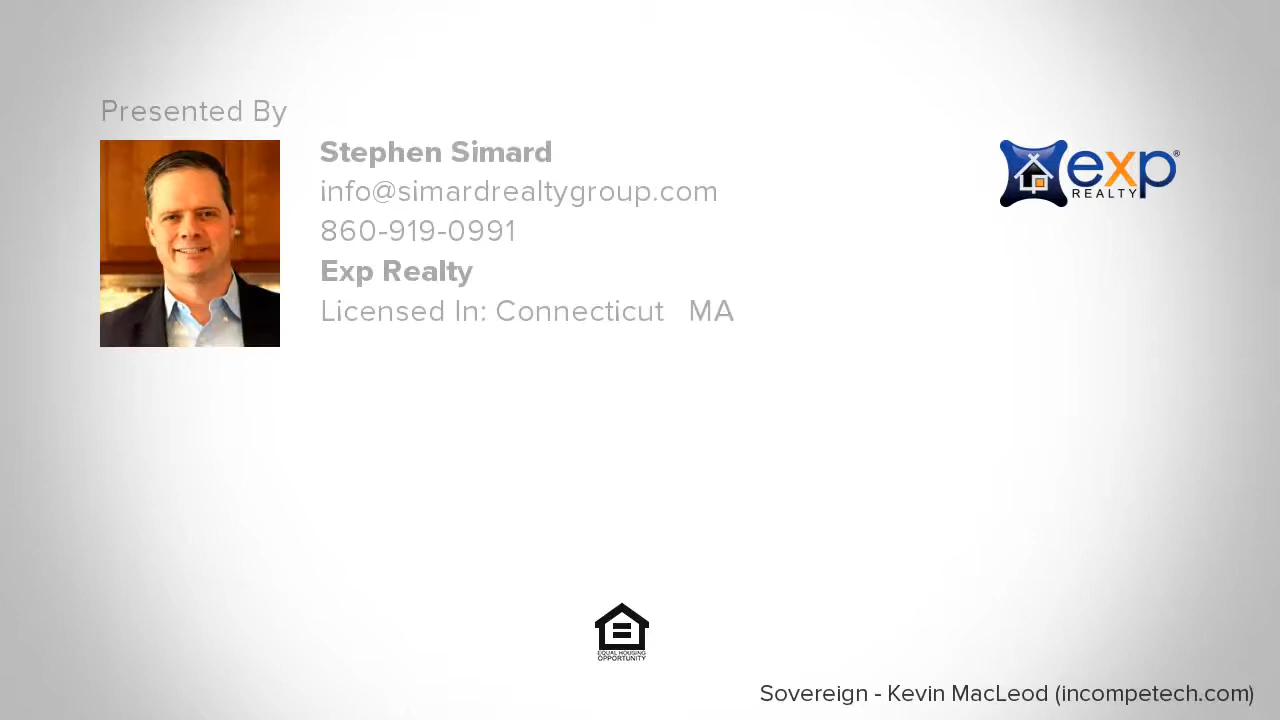 Presented By
Stephen Simard
info@simardrealtygroup.com
860-919-0991
Exp Realty
Licensed In: Connecticut MA
exp®
REALTY
EQUAL HOUSING
OPPORTUNITY
Sovereign - Kevin MacLeod (incompetech.com)